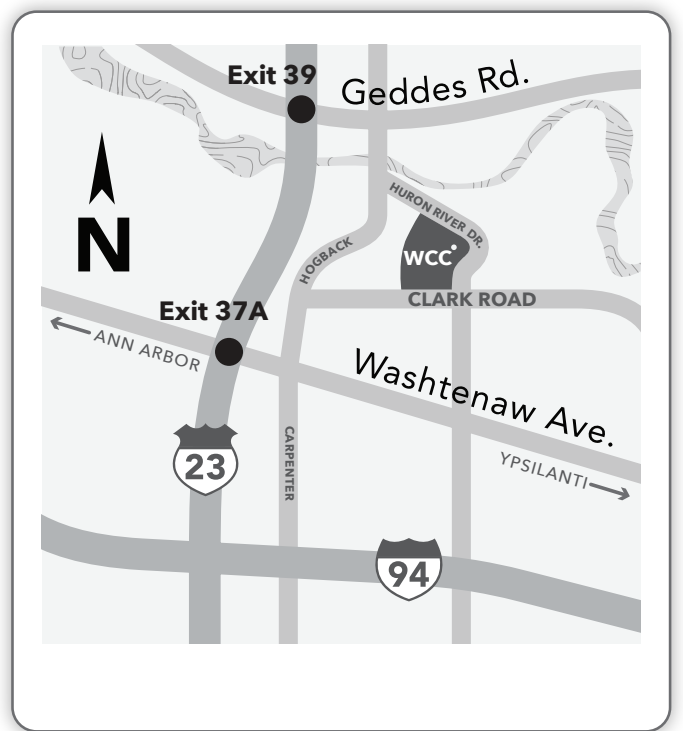 Exit 39
Geddes Rd.
HURON RIVER DR.
N
HOGBACK
WCC
CLARK ROAD
Exit 37A
ANN ARBOR
Washtenaw Ave.
23
CARPENTER
YPSILANTI
94